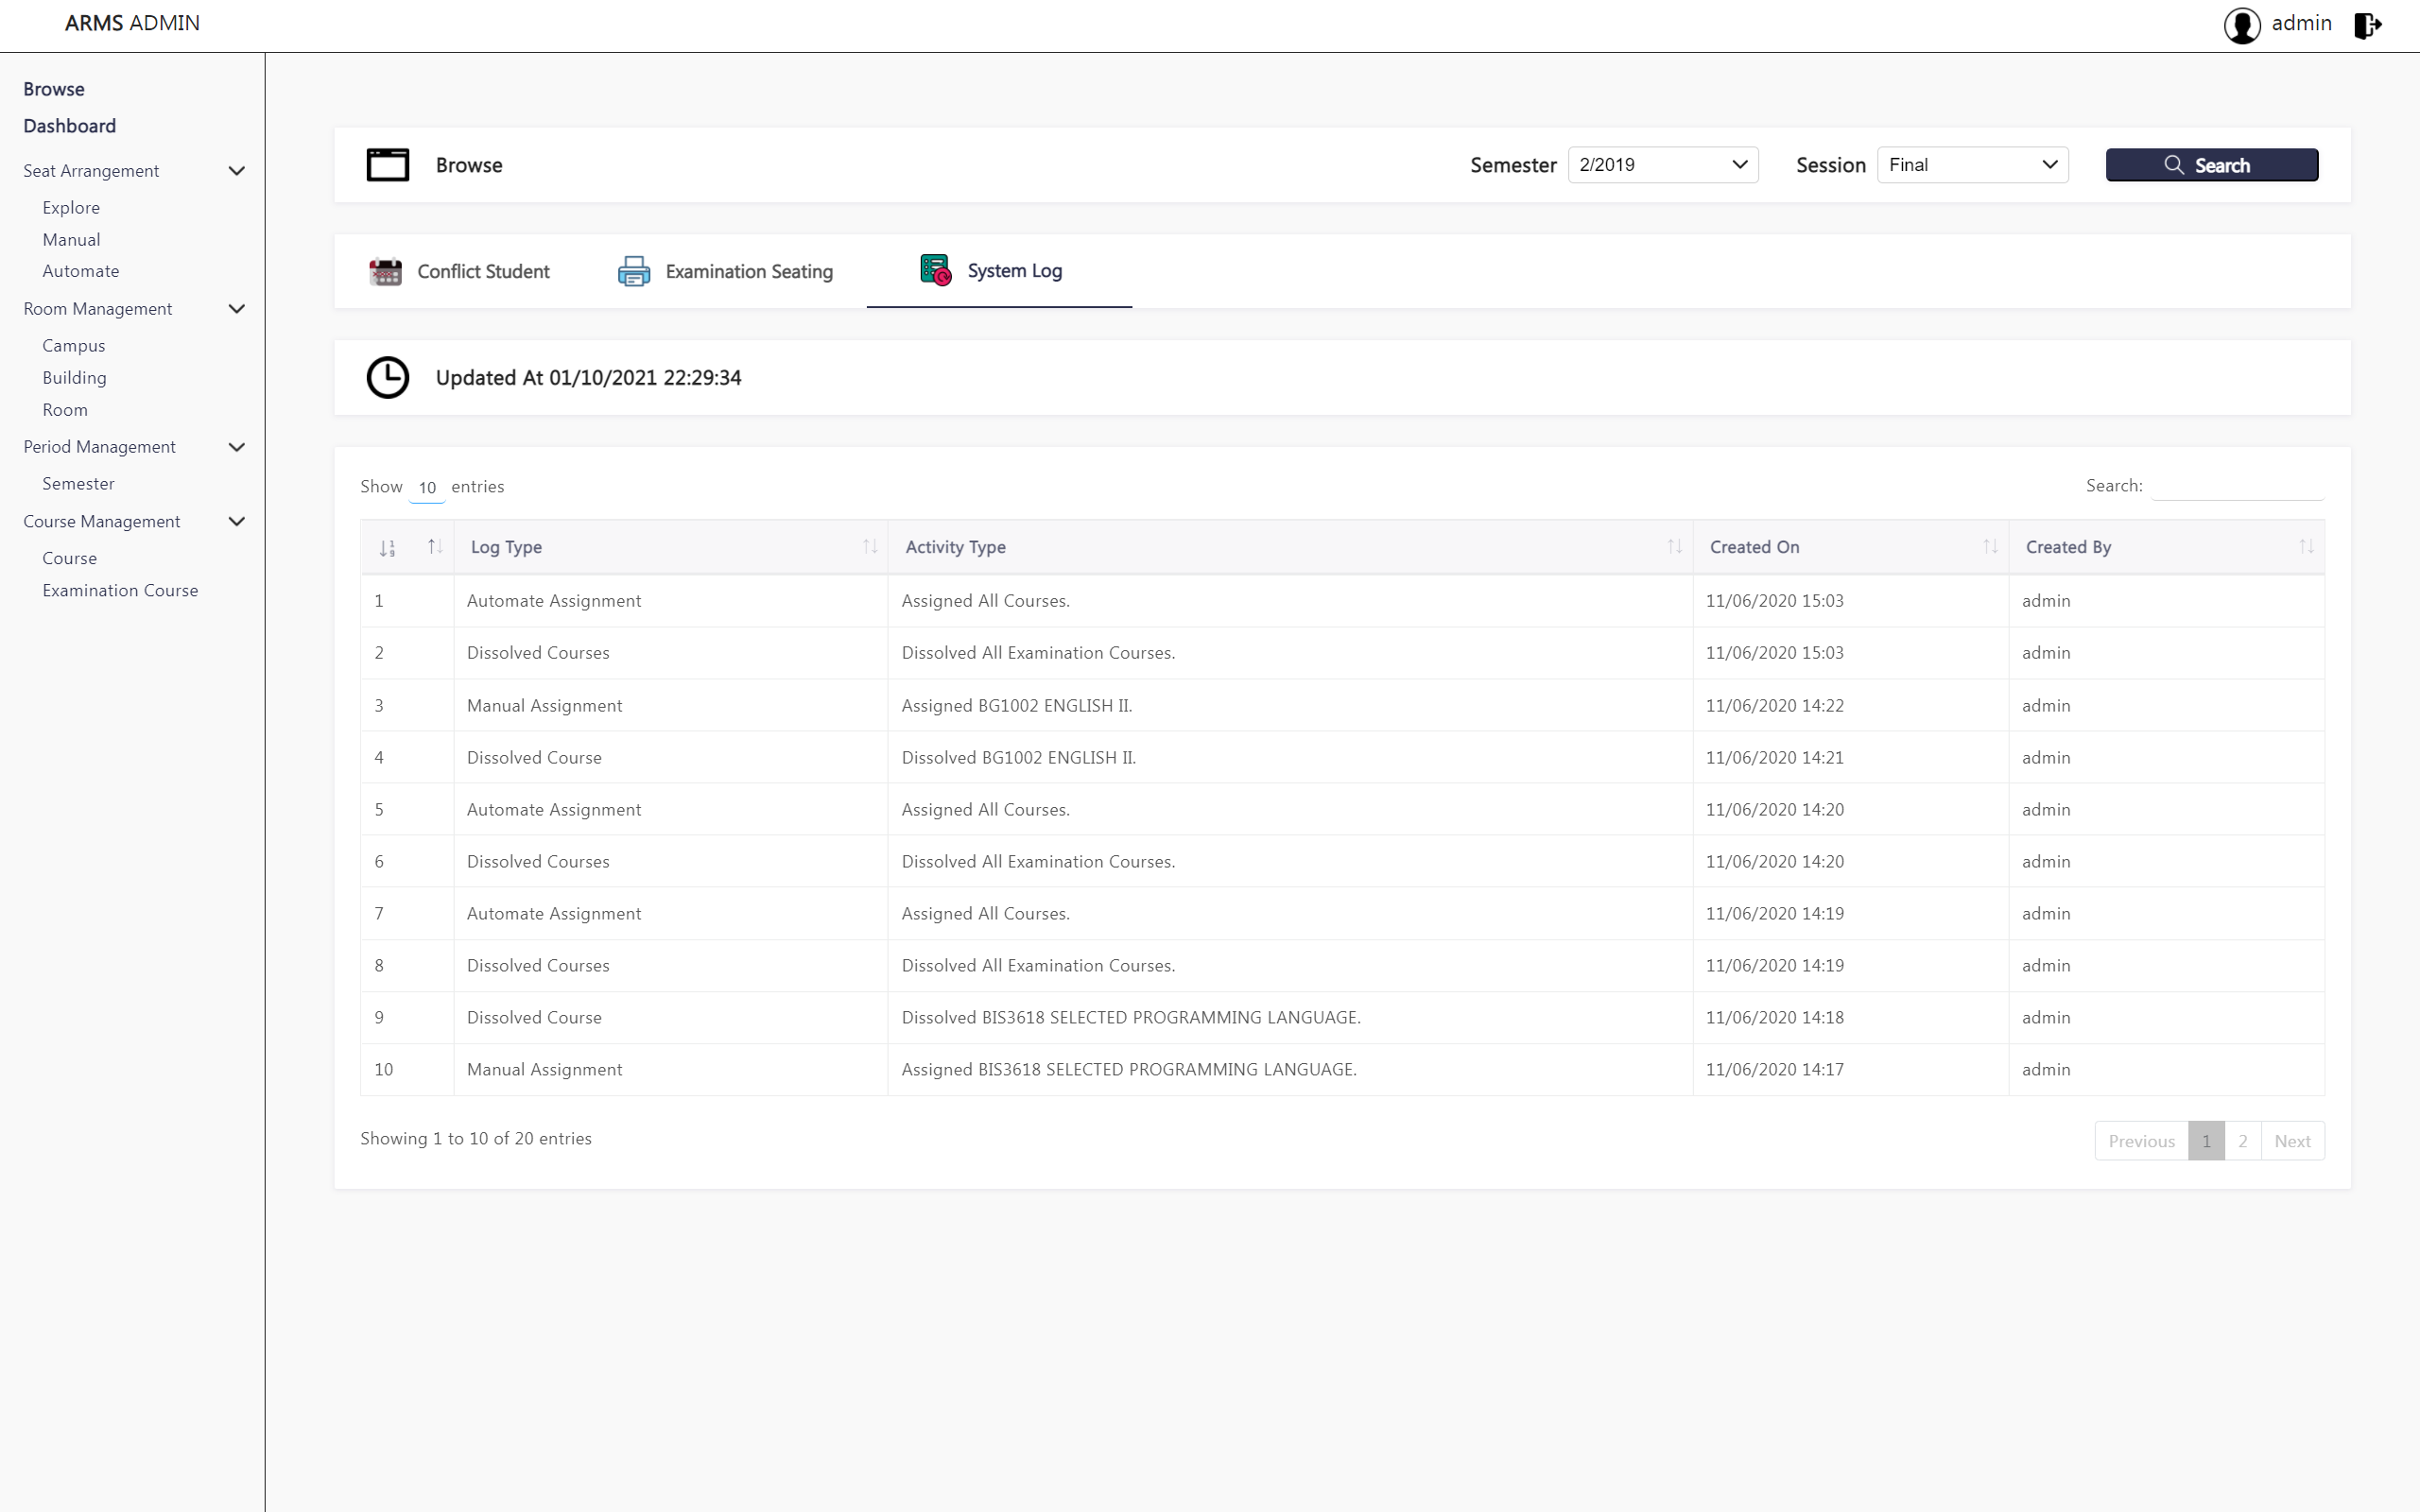 ARMS ADMIN
admin
Browse
Dashboard
Seat Arrangement
Explore
Manual
Automate
Room Management
Campus
Building
Room
Period Management
Semester
Course Management
Course
Examination Course
Browse
Semester 2/2019 Session Final Search
Conflict Student Examination Seating System Log
Updated At 01/10/2021 22:29:34
Show 10 entries Search:
Log Type Activity Type Created On Created By
1 Automate Assignment Assigned All Courses. 11/06/2020 15:03 admin
2 Dissolved Courses Dissolved All Examination Courses. 11/06/2020 15:03 admin
3 Manual Assignment Assigned BG1002 ENGLISH II. 11/06/2020 14:22 admin
4 Dissolved Course Dissolved BG1002 ENGLISH II. 11/06/2020 14:21 admin
5 Automate Assignment Assigned All Courses. 11/06/2020 14:20 admin
6 Dissolved Courses Dissolved All Examination Courses. 11/06/2020 14:20 admin
7 Automate Assignment Assigned All Courses. 11/06/2020 14:19 admin
8 Dissolved Courses Dissolved All Examination Courses. 11/06/2020 14:19 admin
9 Dissolved Course Dissolved BIS3618 SELECTED PROGRAMMING LANGUAGE. 11/06/2020 14:18 admin
10 Manual Assignment Assigned BIS3618 SELECTED PROGRAMMING LANGUAGE. 11/06/2020 14:17 admin
Showing 1 to 10 of 20 entries
Previous 1 2 Next